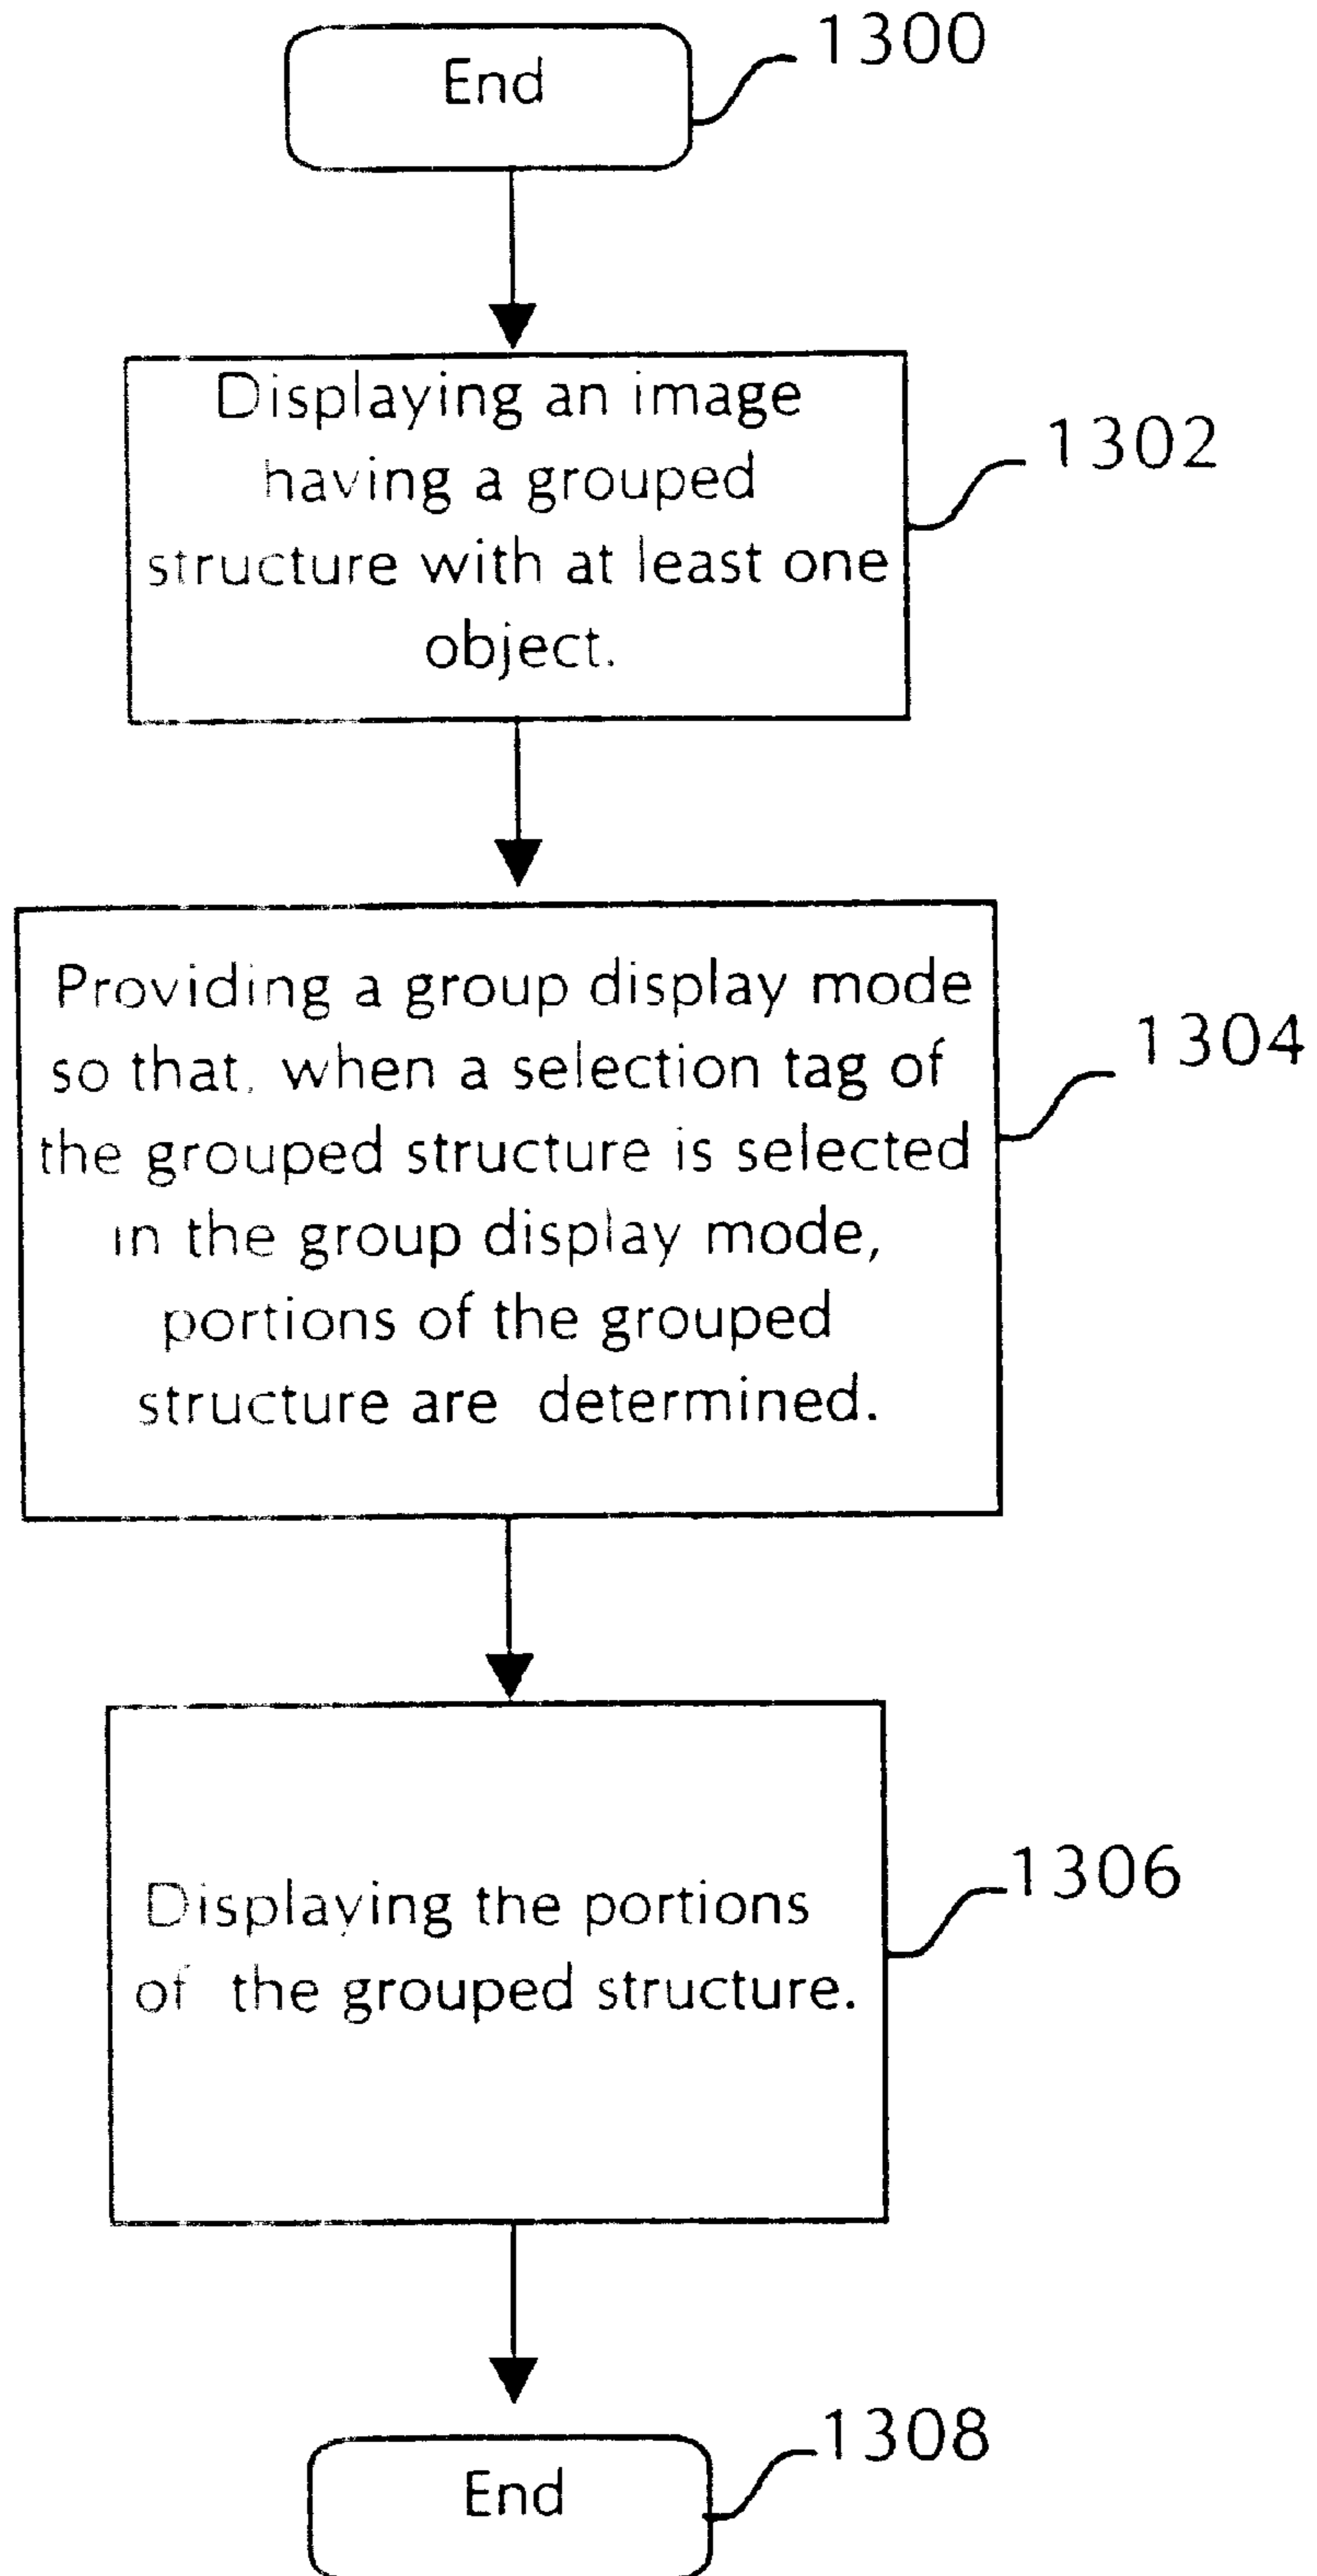 End
1300
Displaying an image
having a grouped
structure with at least one
object.
1302
Providing a group display mode
so that, when a selection tag of
the grouped structure is selected
in the group display mode,
portions of the grouped
structure are determined.
1304
Displaying the portions
of the grouped structure.
1306
End
1308